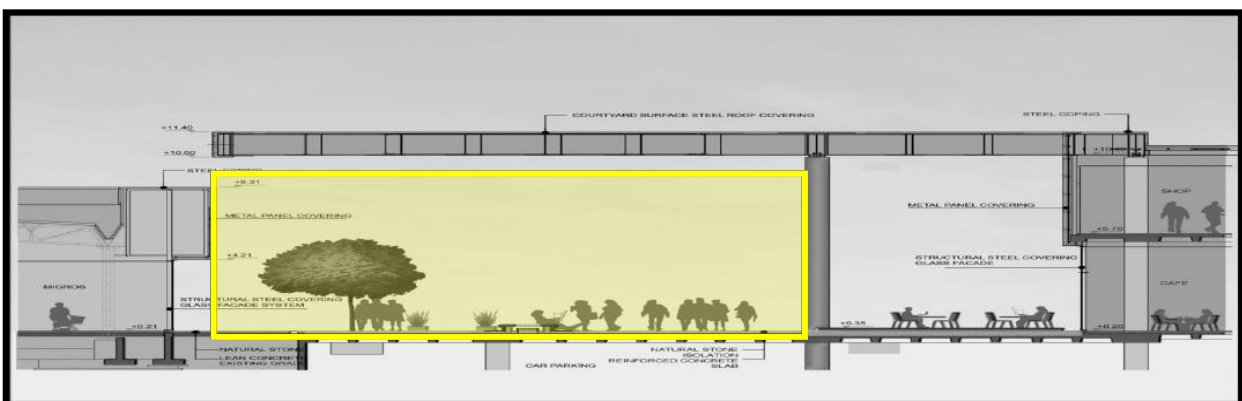 COURTYARD SURFACE STEEL ROOF COVERING
STEEL COPING
+11.40
+10.00
STEEL
+8.21
SHOP
METAL PANEL COVERING
METAL PANEL COVERING
+5.70
+4.21
STRUCTURAL STEEL COVERING
GLASS FACADE
MIGROS
CAFE
STRUCTURAL STEEL COVERING
GLASS FACADE SYSTEM
+0.21
+0.35
+0.20
NATURAL STONE
LEAN CONCRETE
EXISTING GRADE
NATURAL STONE
ISOLATION
REINFORCED CONCRETE
SLAB
CAR PARKING